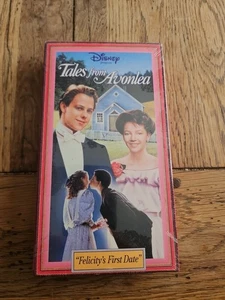 Disney
Tales from Avonlea
"Felicity's First Date"